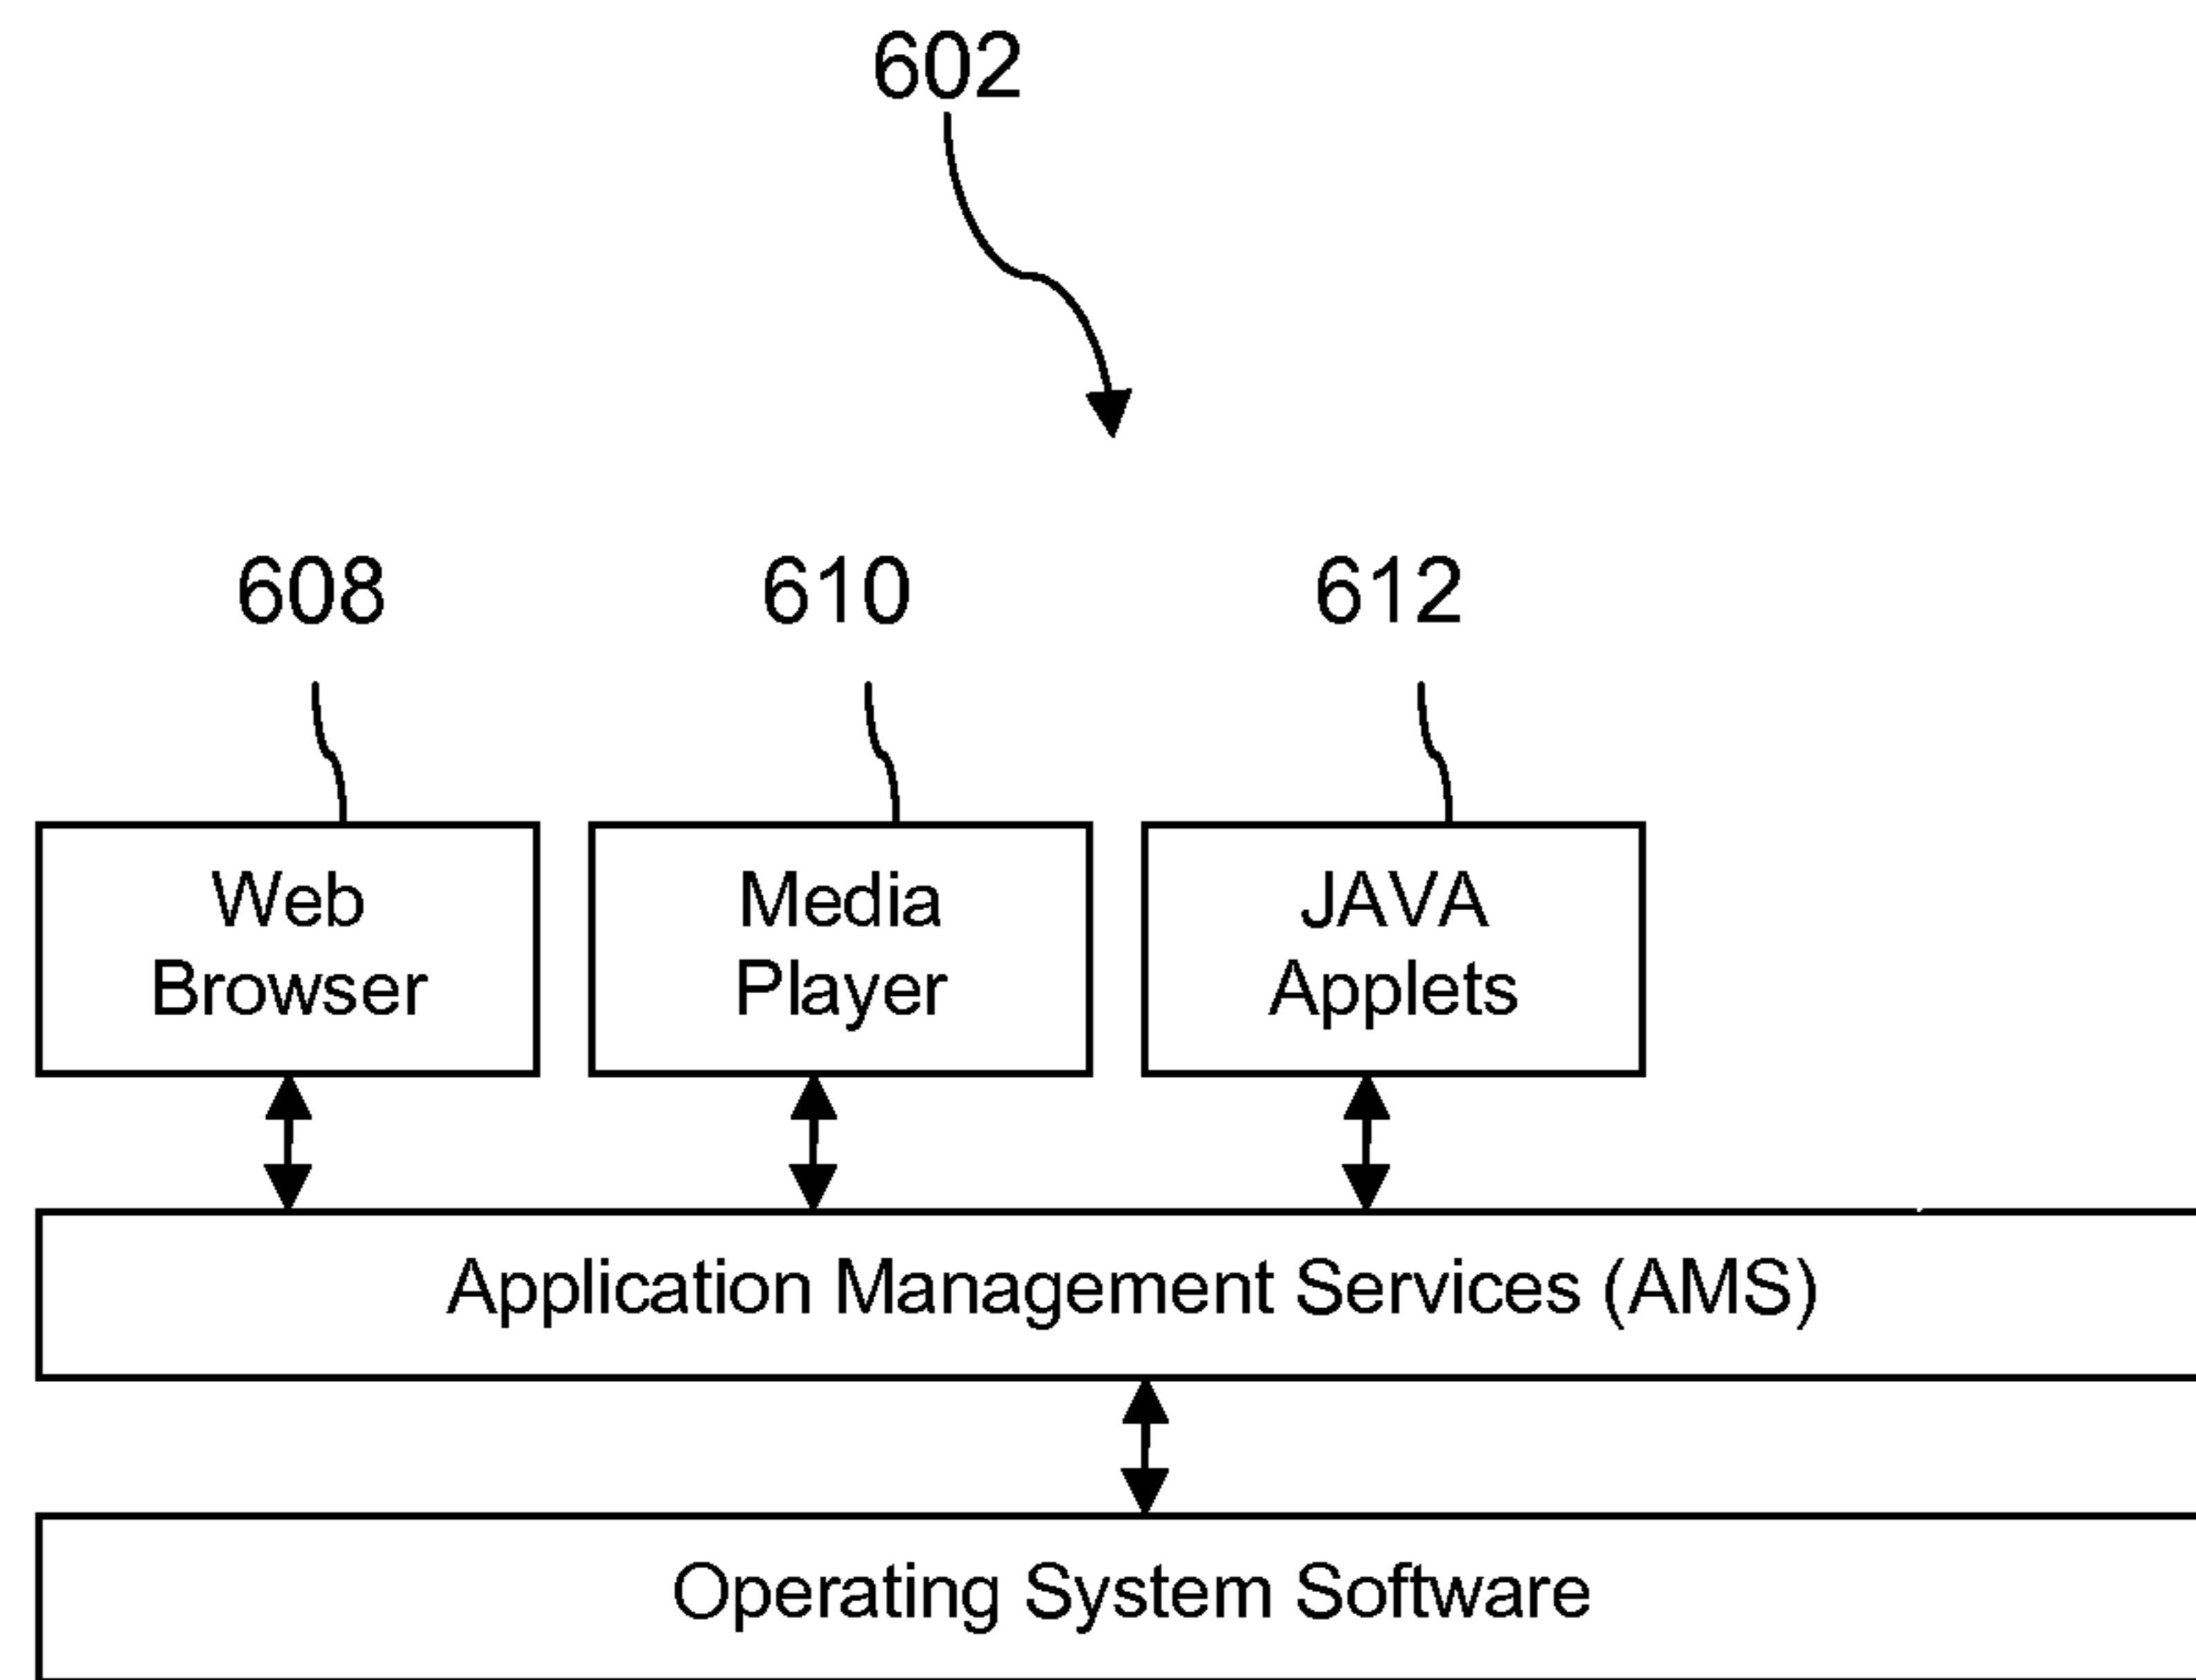 602
608
610
612
Web
Browser
Media
Player
JAVA
Applets
Application Management Services (AMS)
Operating System Software